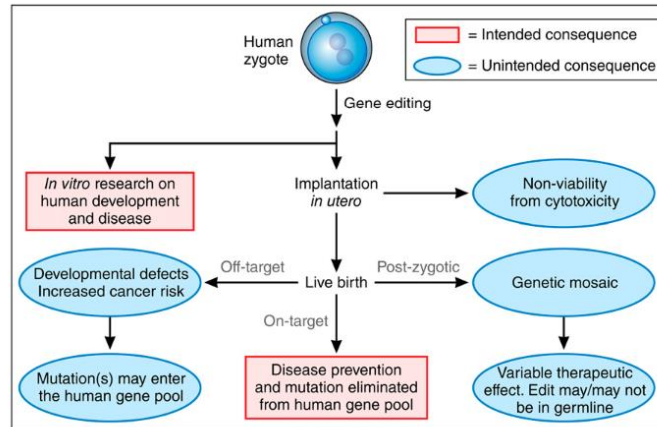 Human
zygote
= Intended consequence
= Unintended consequence
Gene editing
In vitro research on
human development
and disease
Implantation
in utero
Non-viability
from cytotoxicity
Developmental defects
Increased cancer risk
Off-target
Live birth
Post-zygotic
Genetic mosaic
On-target
Mutation(s) may enter
the human gene pool
Disease prevention
and mutation eliminated
from human gene pool
Variable therapeutic
effect. Edit may/may not
be in germline